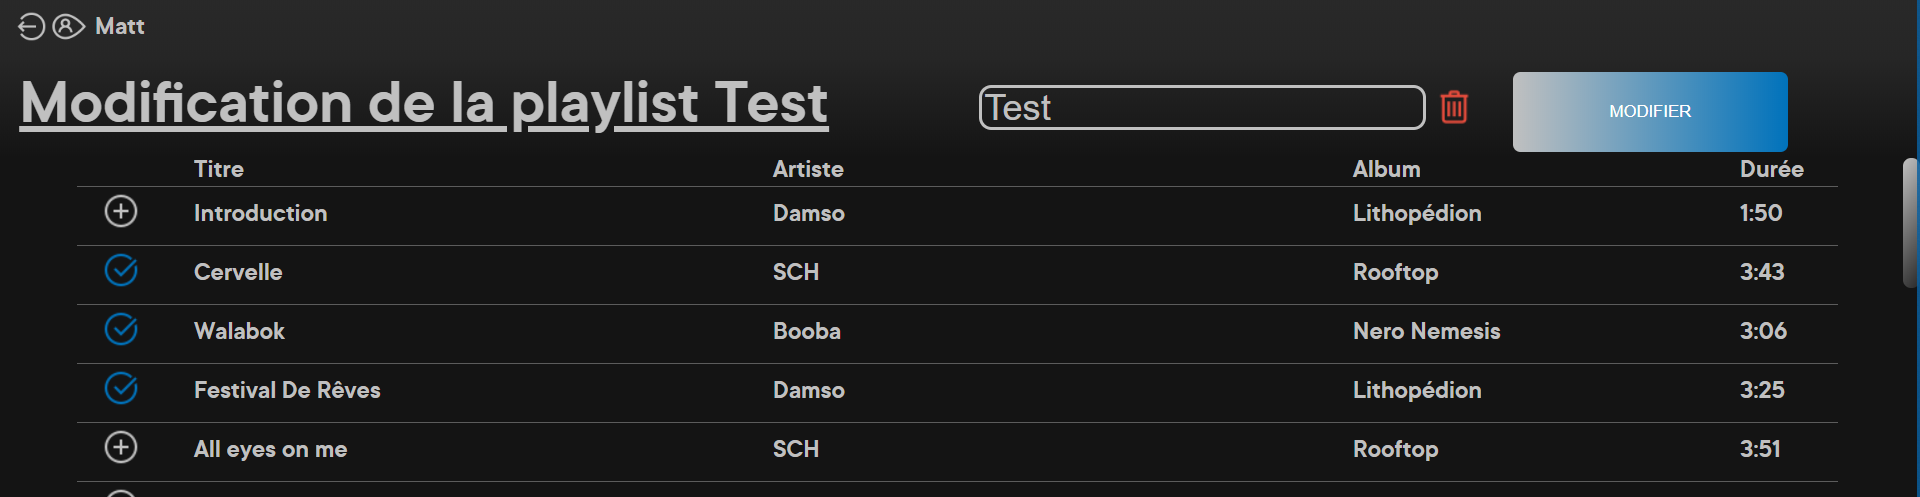 Matt
Modification de la playlist Test
Test
MODIFIER
Titre Artiste Album Durée
Introduction Damso Lithopédion 1:50
Cervelle SCH Rooftop 3:43
Walabok Booba Nero Nemesis 3:06
Festival De Rêves Damso Lithopédion 3:25
All eyes on me SCH Rooftop 3:51